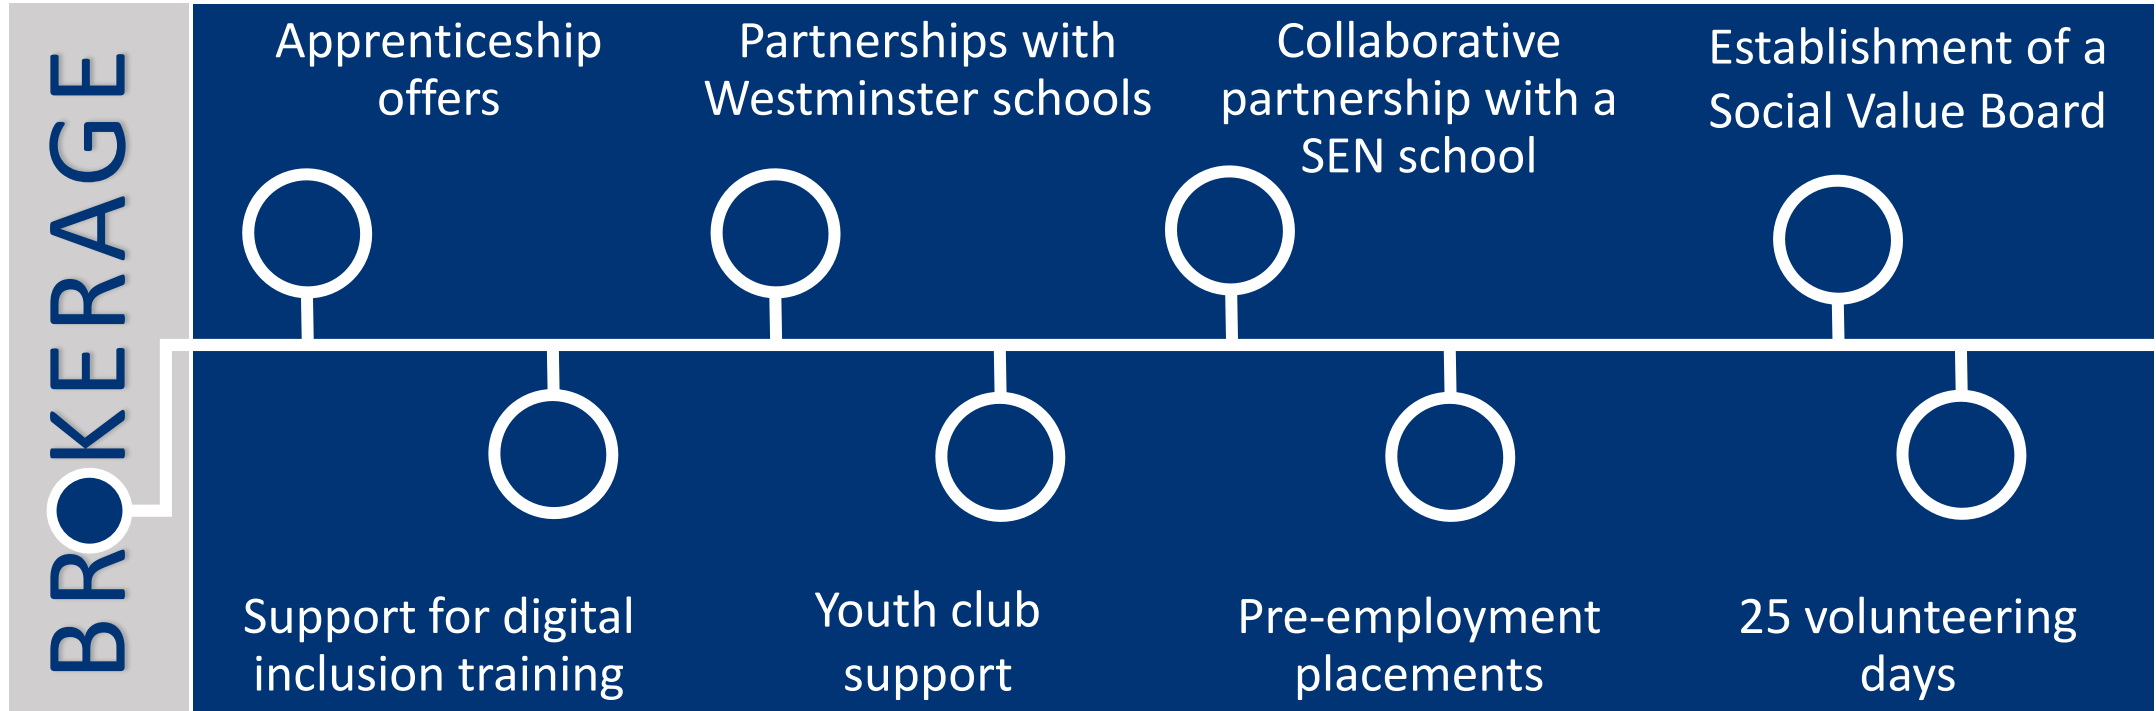 BROKERAGE
Apprenticeship
offers
Partnerships with
Westminster schools
Collaborative
partnership with a
SEN school
Establishment of a
Social Value Board
Support for digital
inclusion training
Youth club
support
Pre-employment
placements
25 volunteering
days